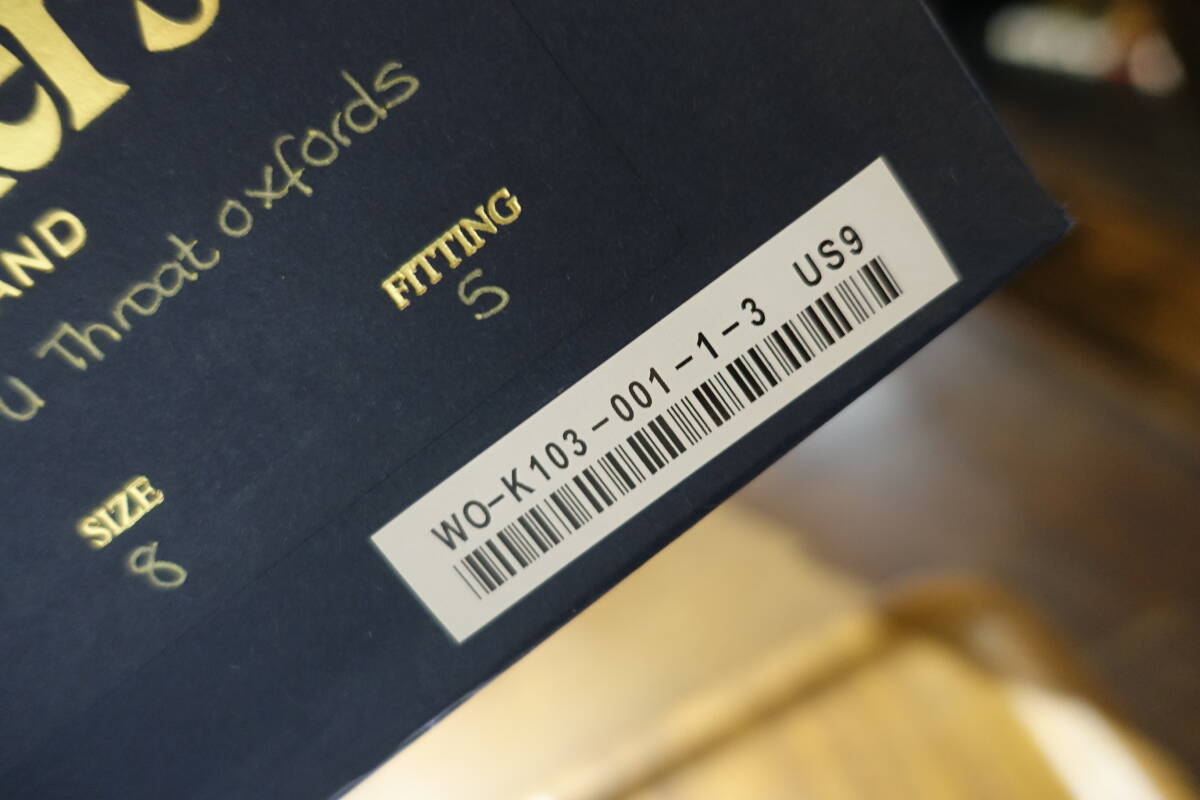 AND
U Throat oxfords
FITTING
5
SIZE
8
WO-K103-001-1-3 US9